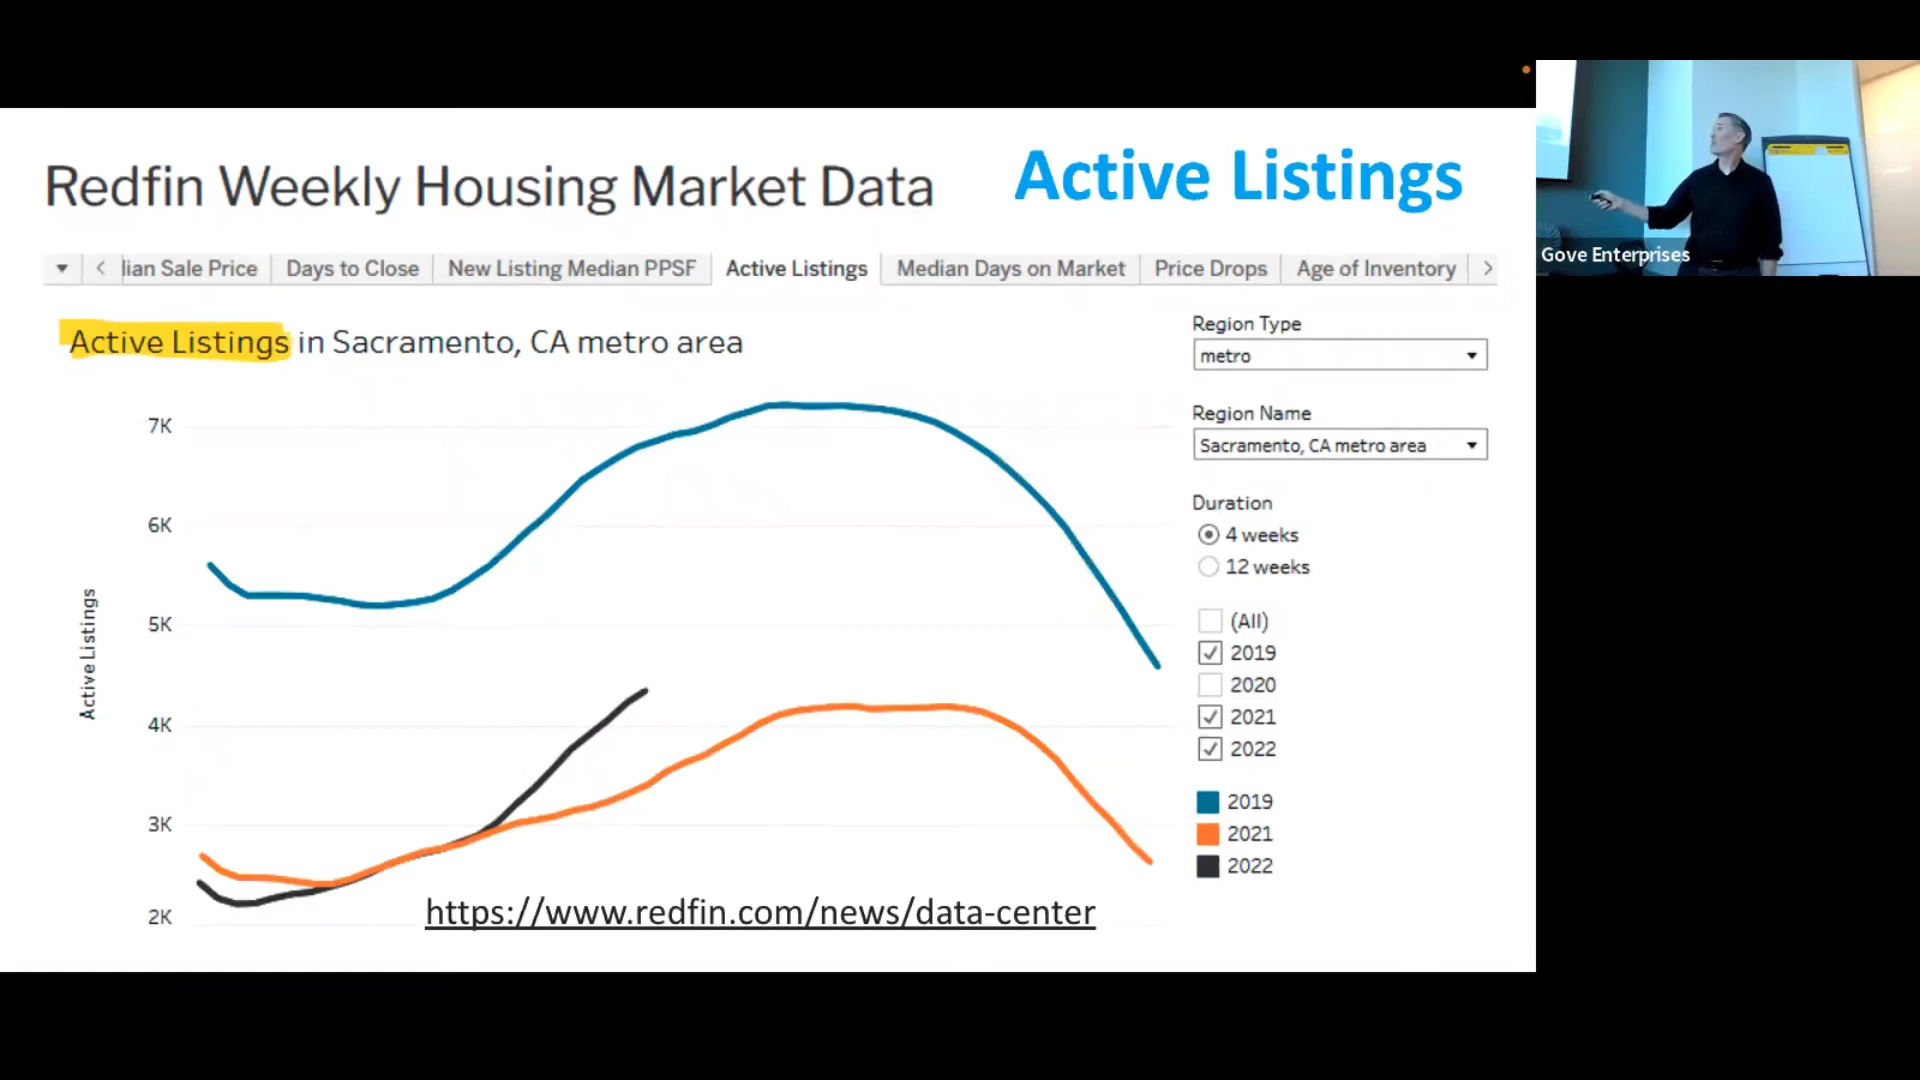 Redfin Weekly Housing Market Data
Active Listings
lian Sale Price
Days to Close
New Listing Median PPSF
Active Listings
Median Days on Market
Price Drops
Age of Inventory
Active Listings in Sacramento, CA metro area
Active Listings
7K
6K
5K
4K
3K
2K
https://www.redfin.com/news/data-center
Region Type
metro
Region Name
Sacramento, CA metro area
Duration
4 weeks
12 weeks
(All)
2019
2020
2021
2022
2019
2021
2022
Gove Enterprises